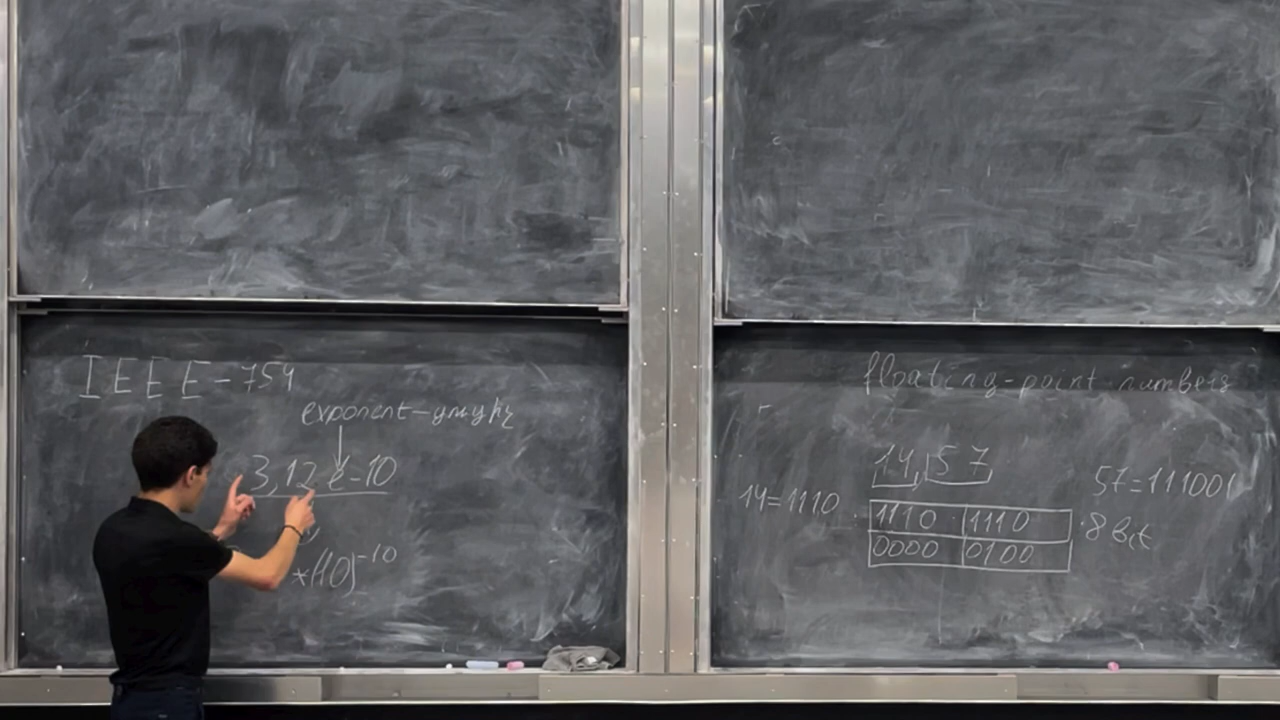 IEEE-754
exponent-
3,12 e-10
*(10)^-10
floating-point numbers
14,57
14=1110
57=111001
1110 1110
8 bit
0000 0100